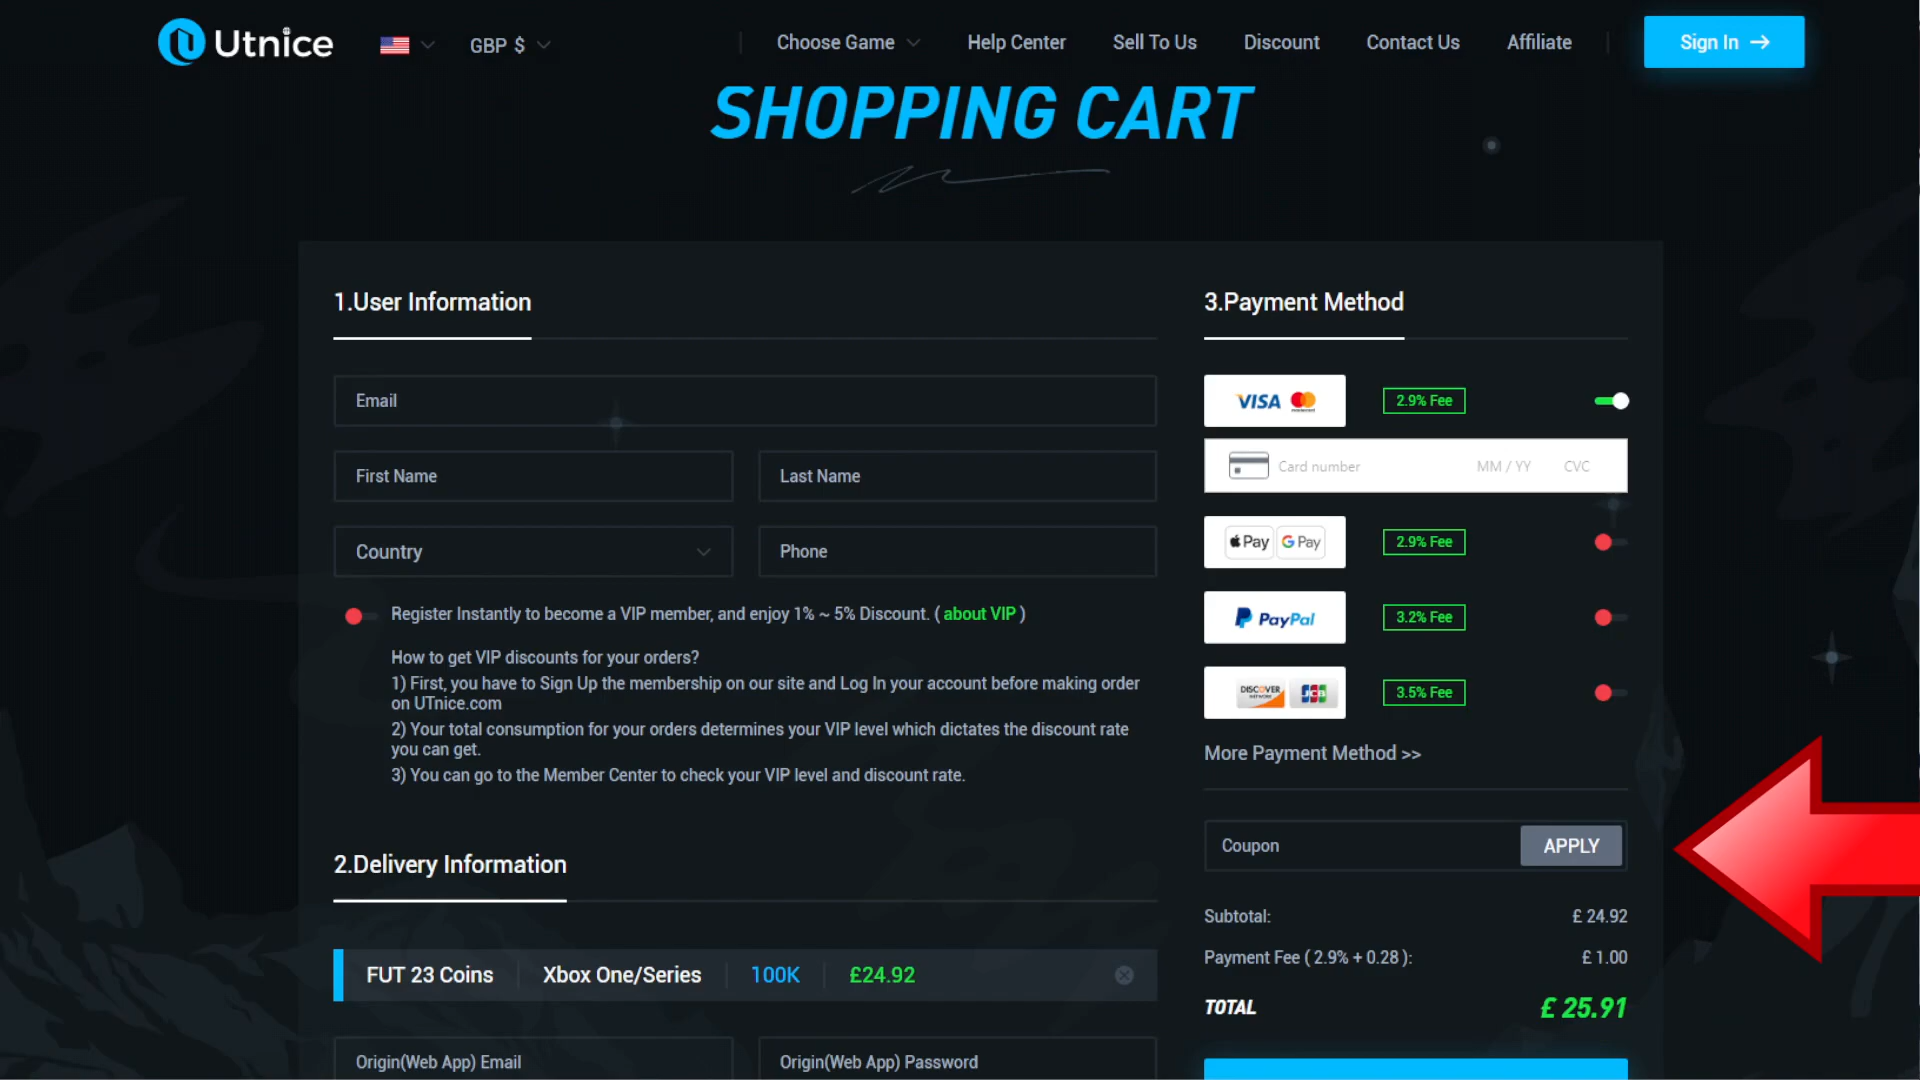 Utnice
GBP $
Choose Game
Help Center
Sell To Us
Discount
Contact Us
Affiliate
Sign In →
SHOPPING CART
1.User Information
Email
First Name
Last Name
Country
Phone
Register Instantly to become a VIP member, and enjoy 1% ~ 5% Discount. ( about VIP )
How to get VIP discounts for your orders?
1) First, you have to Sign Up the membership on our site and Log In your account before making order
on UTnice.com
2) Your total consumption for your orders determines your VIP level which dictates the discount rate
you can get.
3) You can go to the Member Center to check your VIP level and discount rate.
2.Delivery Information
FUT 23 Coins
Xbox One/Series
100K
£24.92
Origin(Web App) Email
Origin(Web App) Password
3.Payment Method
VISA
2.9% Fee
Card number
MM / YY
CVC
Pay
G Pay
2.9% Fee
PayPal
3.2% Fee
DISCOVER
NETWORK
JCB
3.5% Fee
More Payment Method >>
Coupon
APPLY
Subtotal:
£ 24.92
Payment Fee ( 2.9% + 0.28 ):
£ 1.00
TOTAL
£ 25.91